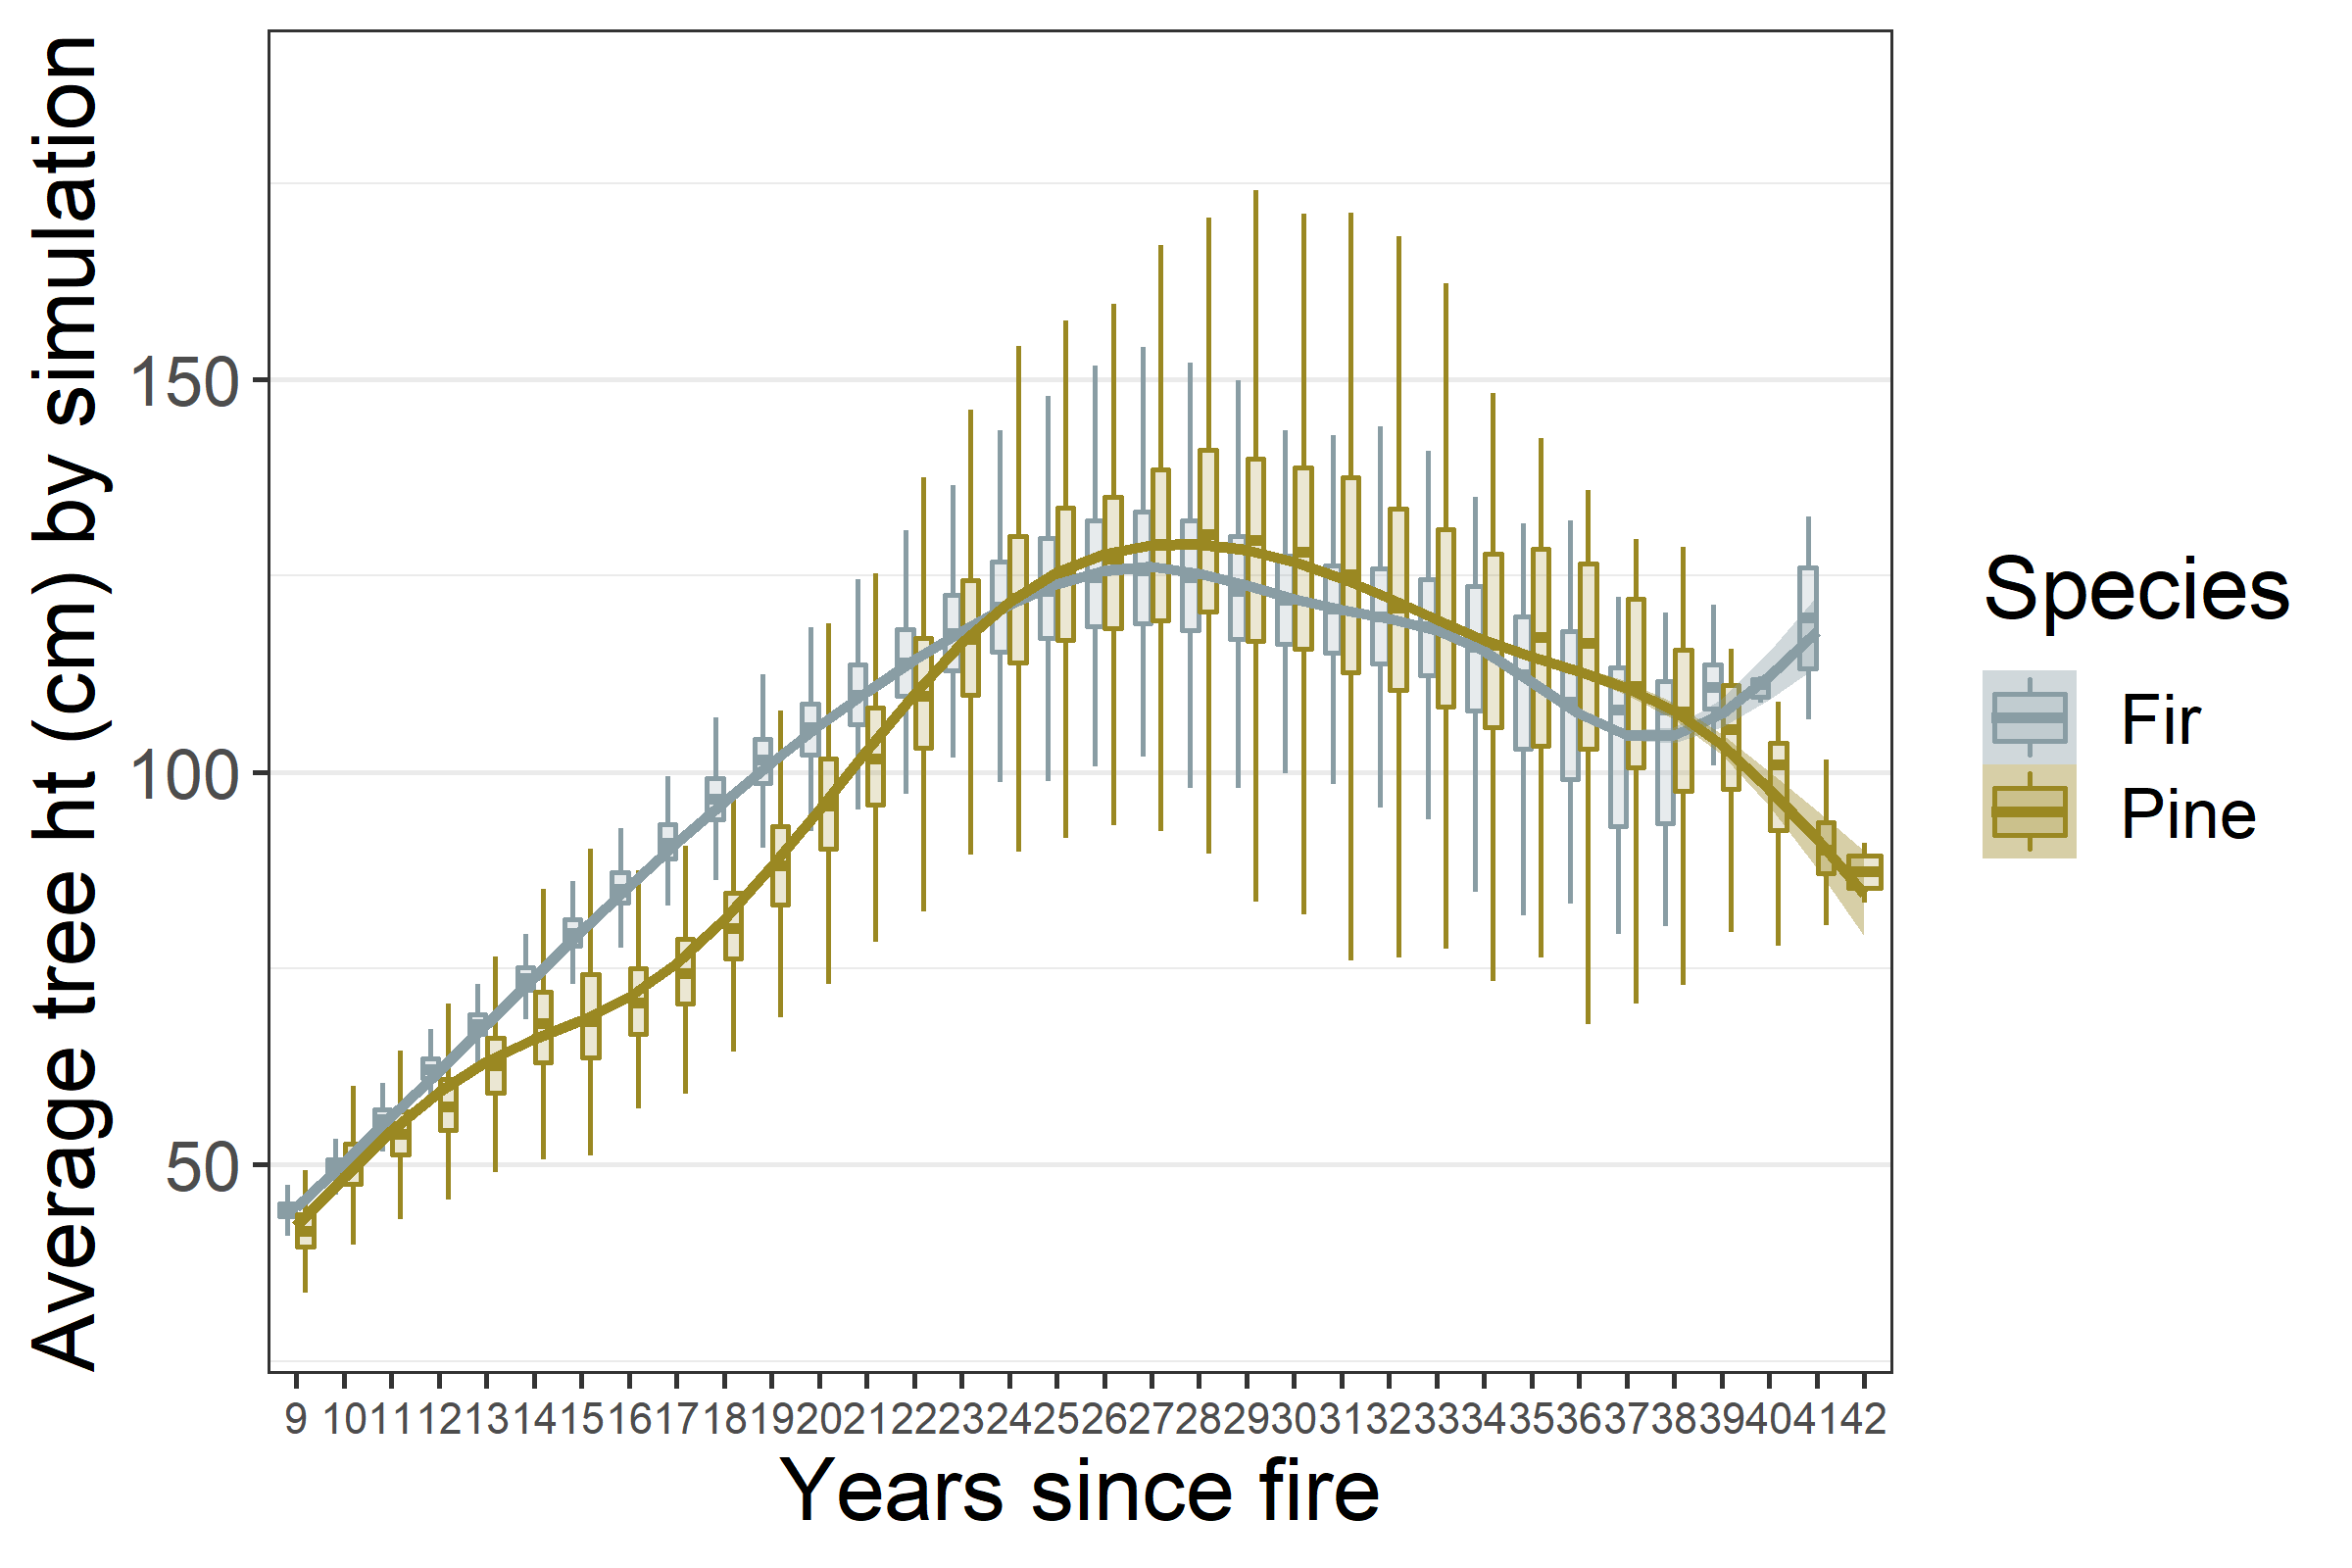 Average tree ht (cm) by simulation
150
100
50
9 10 11 12 13 14 15 16 17 18 19 20 21 22 23 24 25 26 27 28 29 30 31 32 33 34 35 36 37 38 39 40 41 42
Years since fire
Species
Fir
Pine